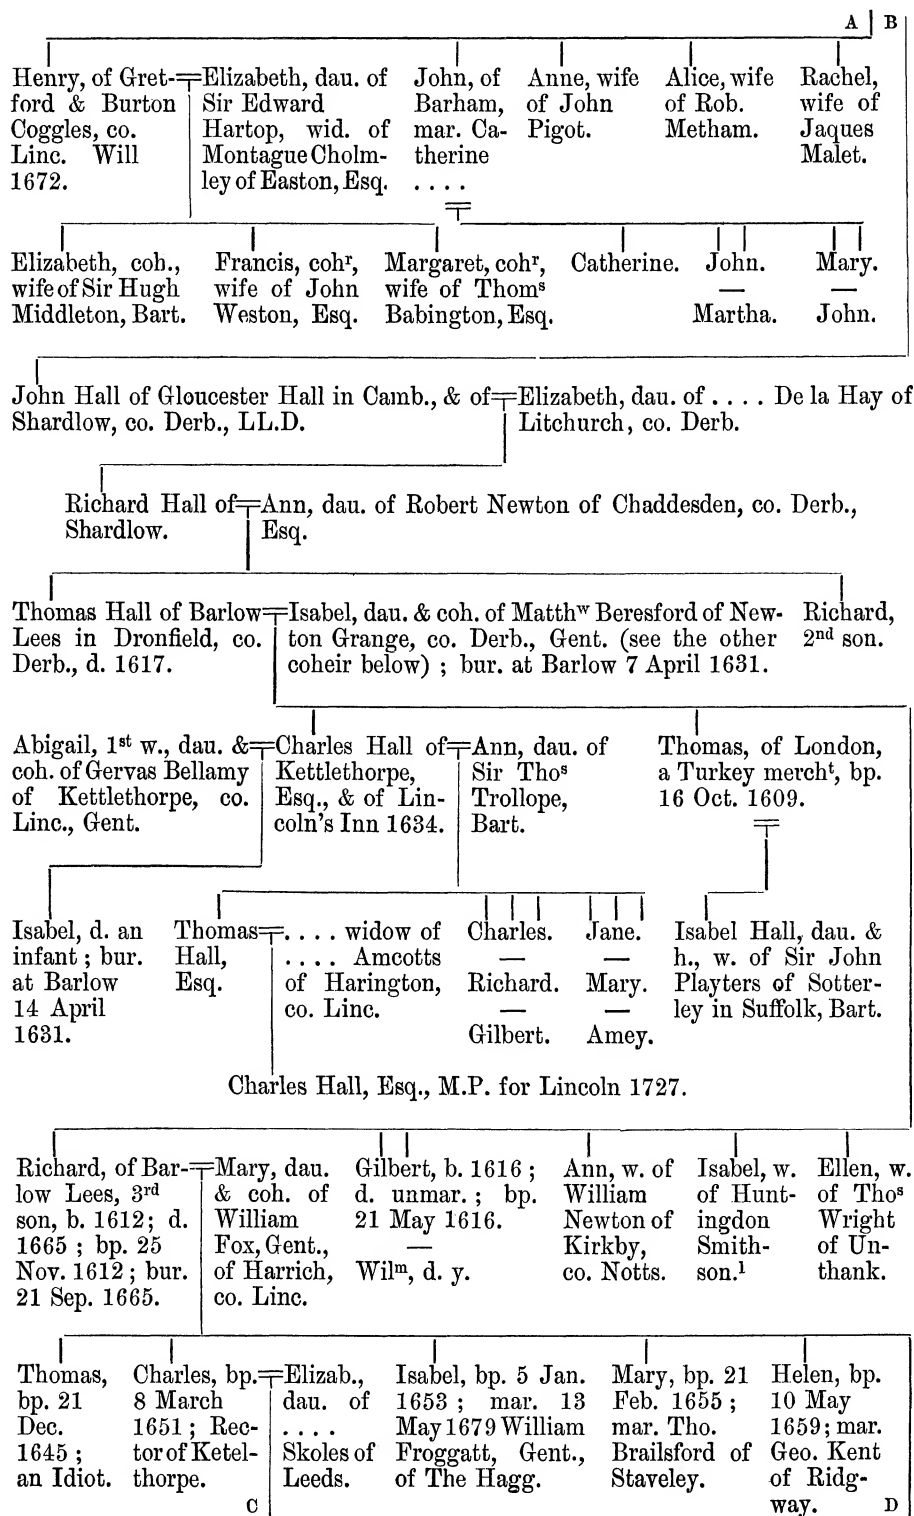 A B
Henry, of Gret-
ford & Burton
Coggles, co.
Linc. Will
1672.
Elizabeth, dau. of
Sir Edward
Hartop, wid. of
Montague Cholm-
ley of Easton, Esq.
John, of
Barham,
mar. Ca-
therine
. . . .
Anne, wife
of John
Pigot.
Alice, wife
of Rob.
Metham.
Rachel,
wife of
Jaques
Malet.
Elizabeth, coh.,
wife of Sir Hugh
Middleton, Bart.
Francis, cohʳ,
wife of John
Weston, Esq.
Margaret, cohʳ,
wife of Thomˢ
Babington, Esq.
Catherine.
John.
—
Martha.
Mary.
—
John.
John Hall of Gloucester Hall in Camb., & of
Shardlow, co. Derb., LL.D.
Elizabeth, dau. of . . . . De la Hay of
Litchurch, co. Derb.
Richard Hall of
Shardlow.
Ann, dau. of Robert Newton of Chaddesden, co. Derb.,
Esq.
Thomas Hall of Barlow
Lees in Dronfield, co.
Derb., d. 1617.
Isabel, dau. & coh. of Matthʷ Beresford of New-
ton Grange, co. Derb., Gent. (see the other
coheir below) ; bur. at Barlow 7 April 1631.
Richard,
2ⁿᵈ son.
Abigail, 1ˢᵗ w., dau. &
coh. of Gervas Bellamy
of Kettlethorpe, co.
Linc., Gent.
Charles Hall of
Kettlethorpe,
Esq., & of Lin-
coln's Inn 1634.
Ann, dau. of
Sir Thoˢ
Trollope,
Bart.
Thomas, of London,
a Turkey merchᵗ, bp.
16 Oct. 1609.
Isabel, d. an
infant ; bur.
at Barlow
14 April
1631.
Thomas
Hall,
Esq.
. . . . widow of
. . . . Amcotts
of Harington,
co. Linc.
Charles.
—
Richard.
—
Gilbert.
Jane.
—
Mary.
—
Amey.
Isabel Hall, dau. &
h., w. of Sir John
Playters of Sotter-
ley in Suffolk, Bart.
Charles Hall, Esq., M.P. for Lincoln 1727.
Richard, of Bar-
low Lees, 3ʳᵈ
son, b. 1612; d.
1665 ; bp. 25
Nov. 1612 ; bur.
21 Sep. 1665.
Mary, dau.
& coh. of
William
Fox, Gent.,
of Harrich,
co. Linc.
Gilbert, b. 1616 ;
d. unmar. ; bp.
21 May 1616.
—
Wilᵐ, d. y.
Ann, w. of
William
Newton of
Kirkby,
co. Notts.
Isabel, w.
of Hunt-
ingdon
Smith-
son.¹
Ellen, w.
of Thoˢ
Wright
of Un-
thank.
Thomas,
bp. 21
Dec.
1645 ;
an Idiot.
Charles, bp.
8 March
1651 ; Rec-
tor of Ketel-
thorpe.
Elizab.,
dau. of
. . . .
Skoles of
Leeds.
Isabel, bp. 5 Jan.
1653 ; mar. 13
May 1679 William
Froggatt, Gent.,
of The Hagg.
Mary, bp. 21
Feb. 1655 ;
mar. Tho.
Brailsford of
Staveley.
Helen, bp.
10 May
1659; mar.
Geo. Kent
of Ridg-
way.
C D